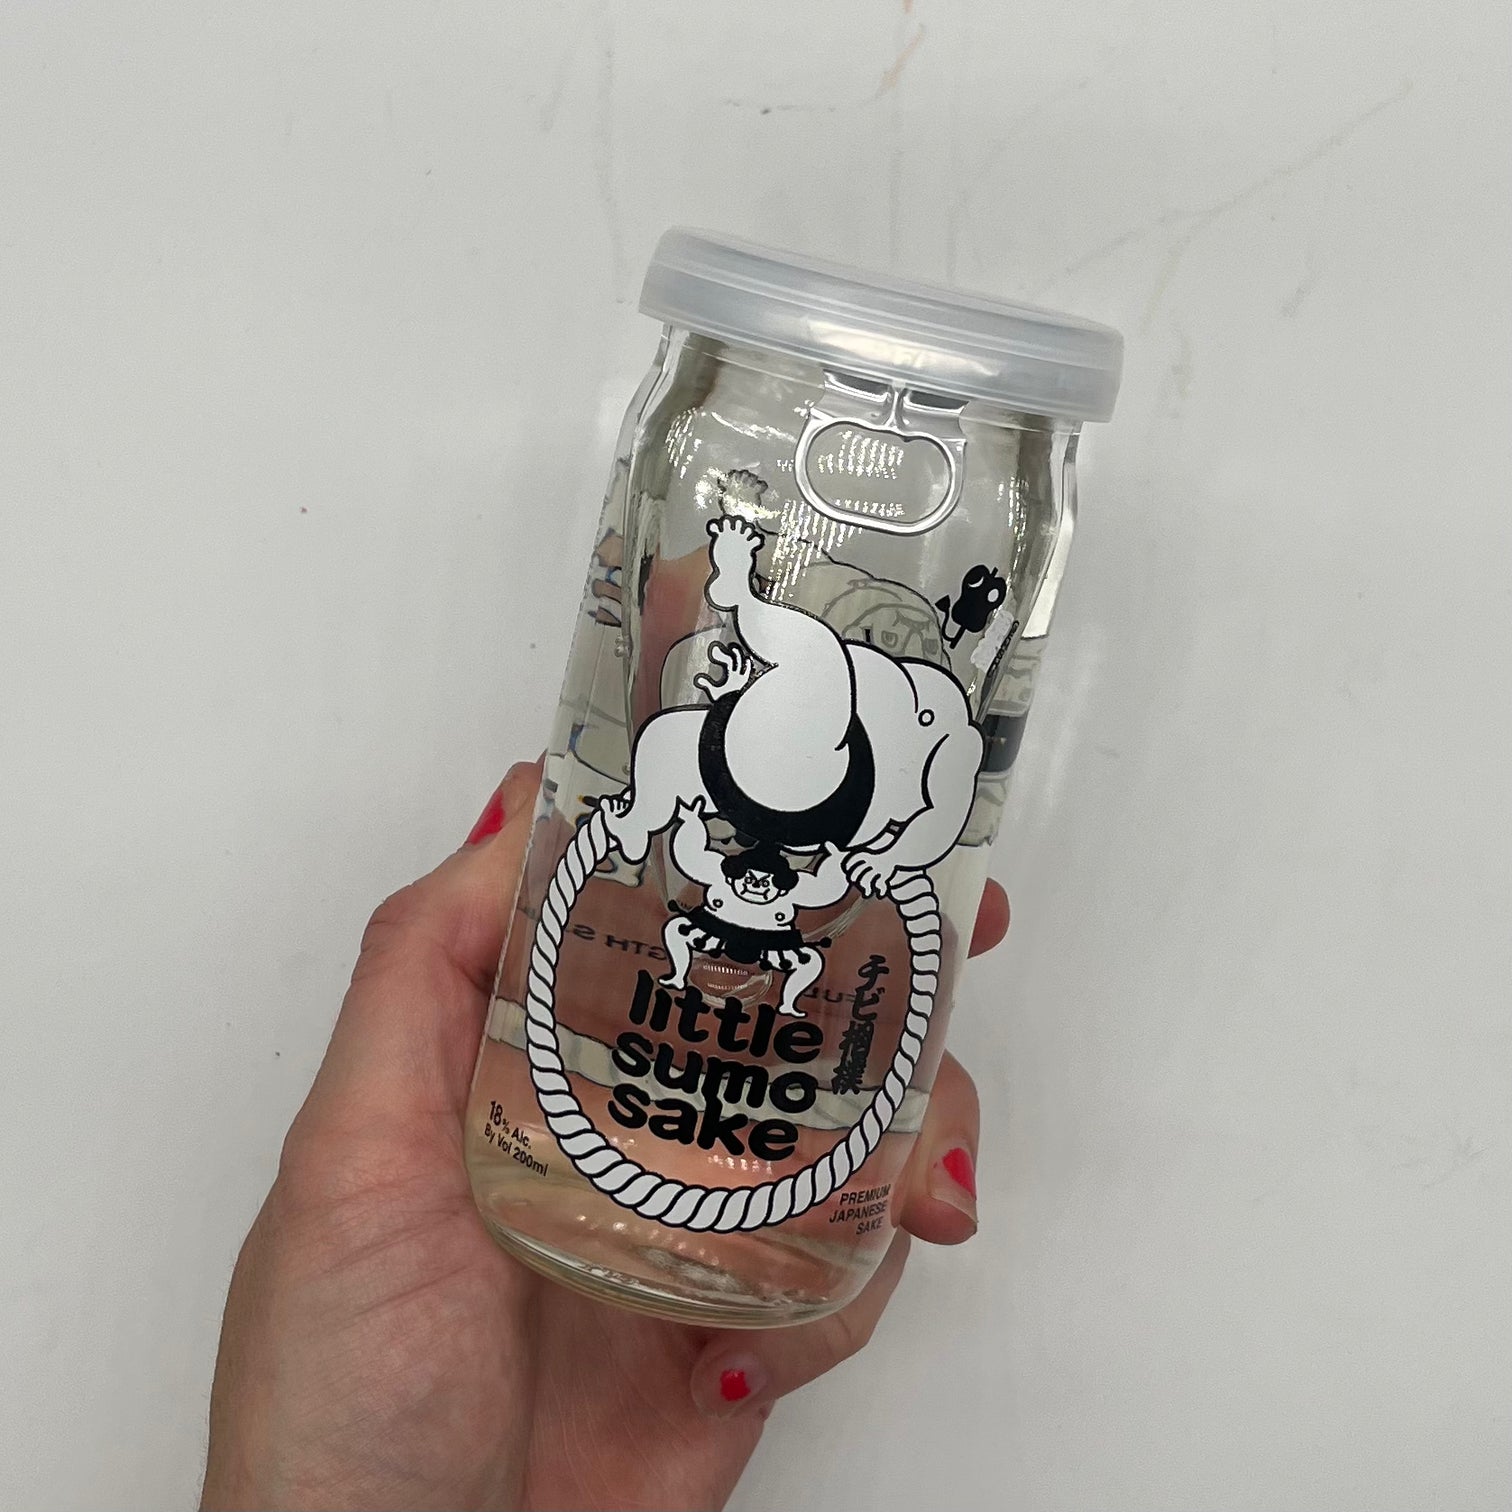 little
sumo
sake
チビ相撲
18% Alc.
By Vol 200ml
PREMIUM
JAPANESE
SAKE